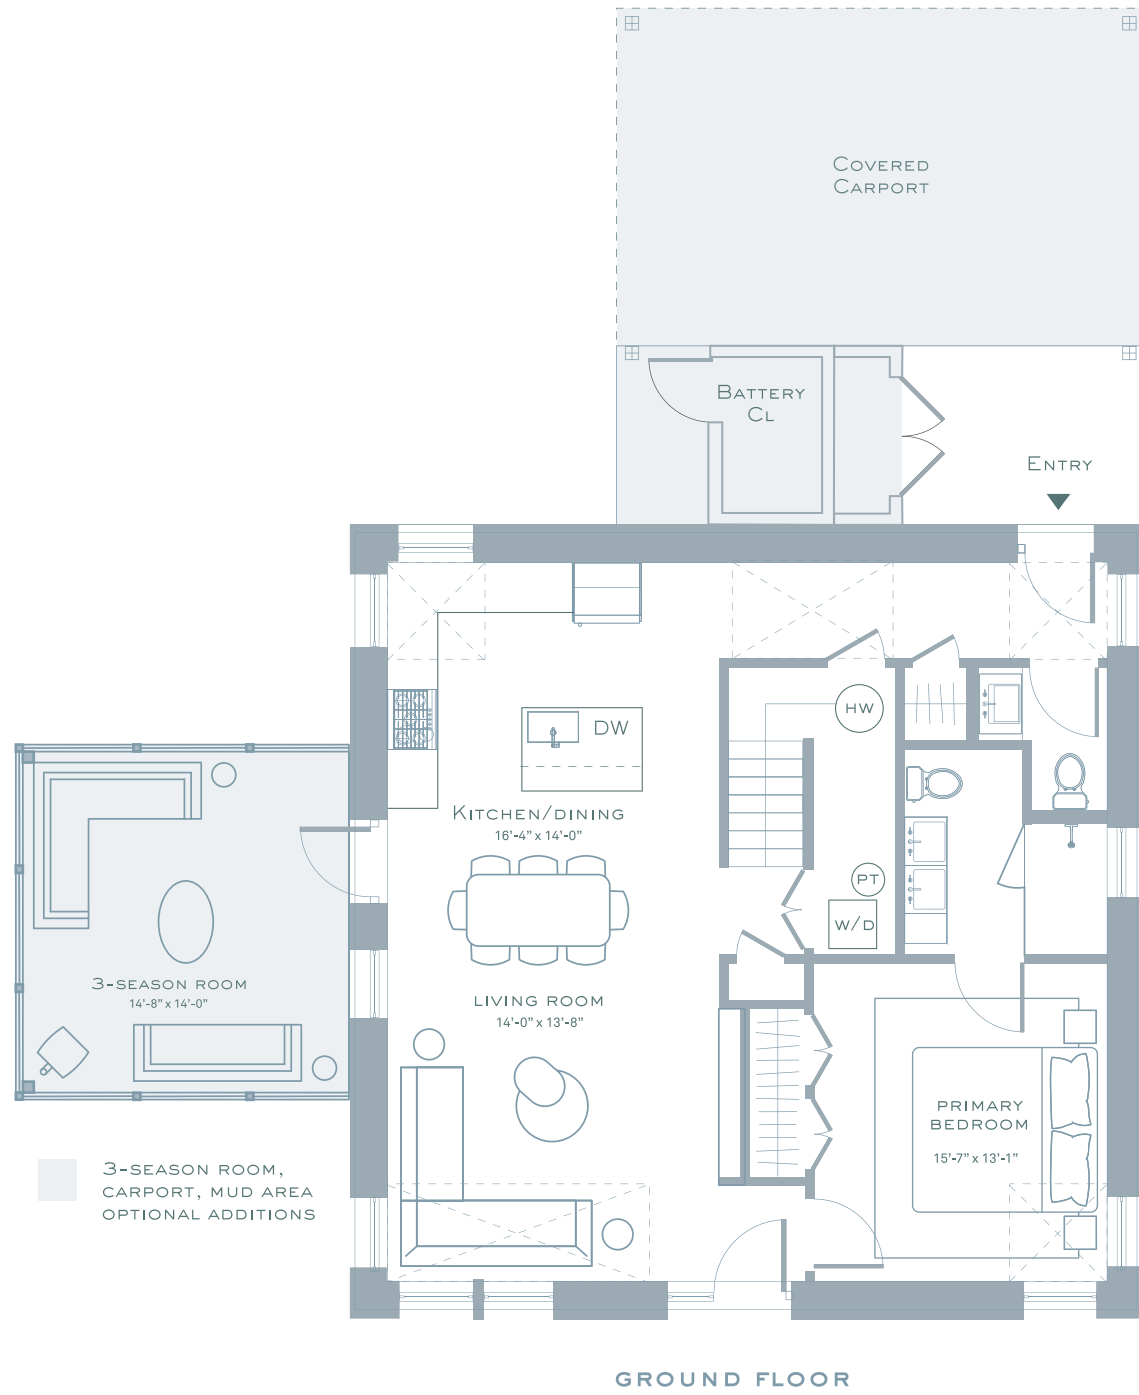 COVERED
CARPORT
BATTERY
CL
ENTRY
HW
DW
KITCHEN/DINING
16'-4" x 14'-0"
PT
W/D
3-SEASON ROOM
14'-8" x 14'-0"
LIVING ROOM
14'-0" x 13'-8"
PRIMARY
BEDROOM
15'-7" x 13'-1"
3-SEASON ROOM,
CARPORT, MUD AREA
OPTIONAL ADDITIONS
GROUND FLOOR